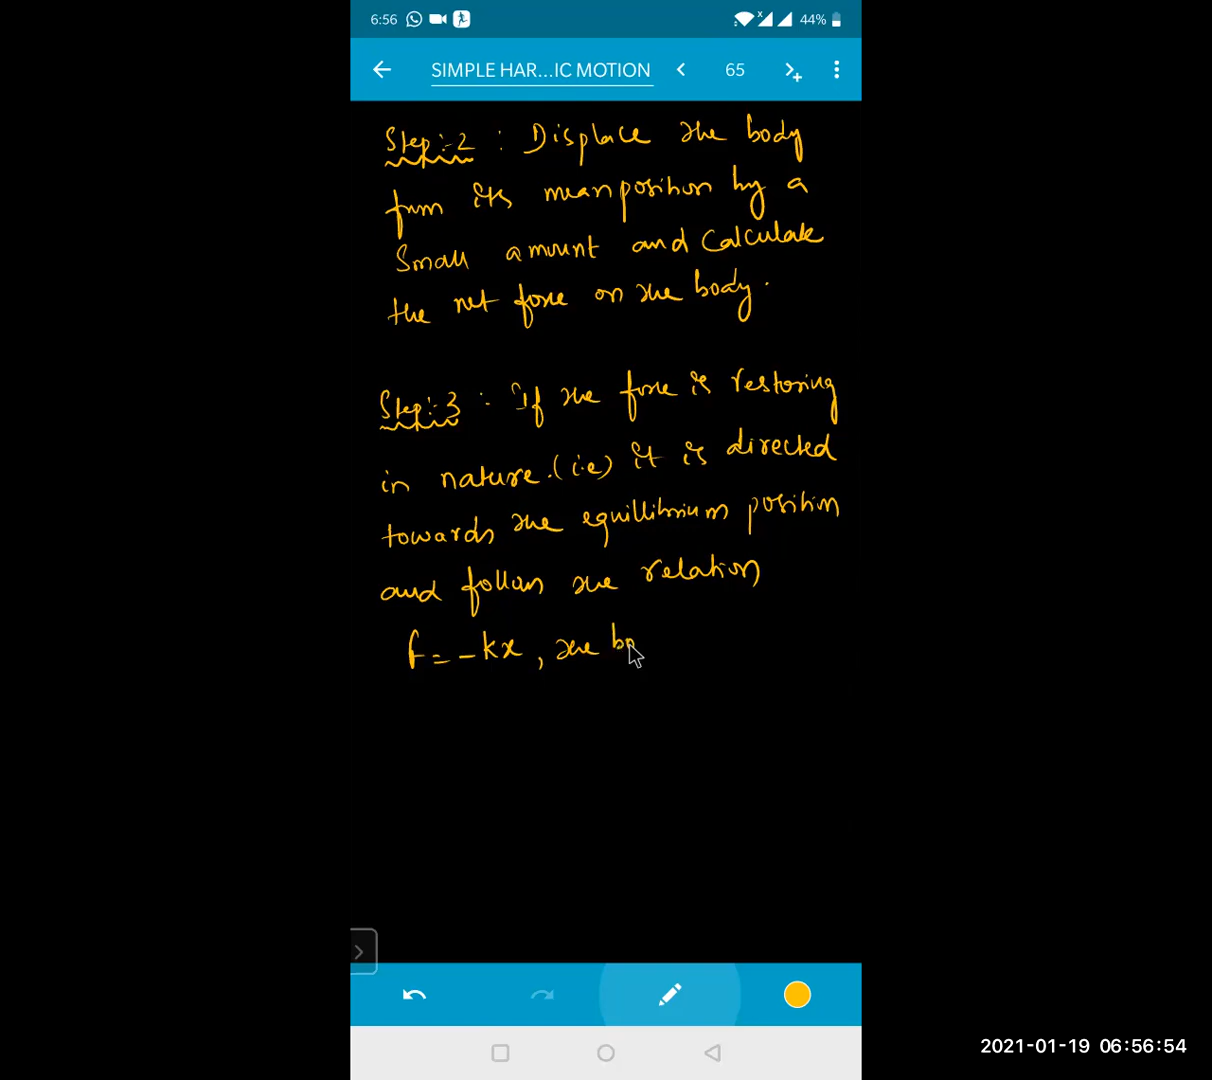 6:56
44%
SIMPLE HAR...IC MOTION
65
Step:-2 : Displace the body
from its mean position by a
small amount and calculate
the net force on the body.
Step:-3 : If the force is restoring
in nature.(i.e) it is directed
towards the equillibrium position
and follow the relation
f = -kx, the bo
2021-01-19 06:56:54